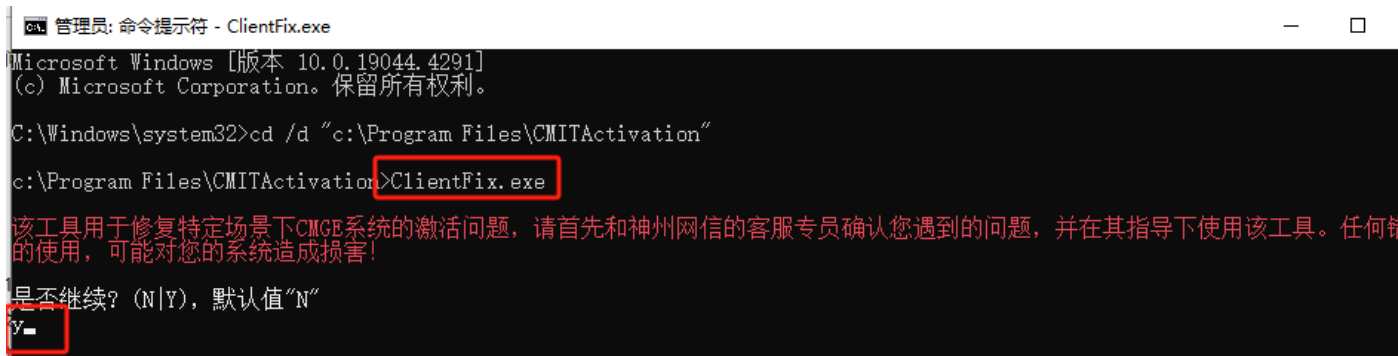 管理员: 命令提示符 - ClientFix.exe
Microsoft Windows [版本 10.0.19044.4291]
(c) Microsoft Corporation。保留所有权利。
C:\Windows\system32>cd /d "c:\Program Files\CMITActivation"
c:\Program Files\CMITActivation>ClientFix.exe
该工具用于修复特定场景下CMGE系统的激活问题，请首先和神州网信的客服专员确认您遇到的问题，并在其指导下使用该工具。任何
的使用，可能对您的系统造成损害!
是否继续? (N|Y)，默认值"N"
y